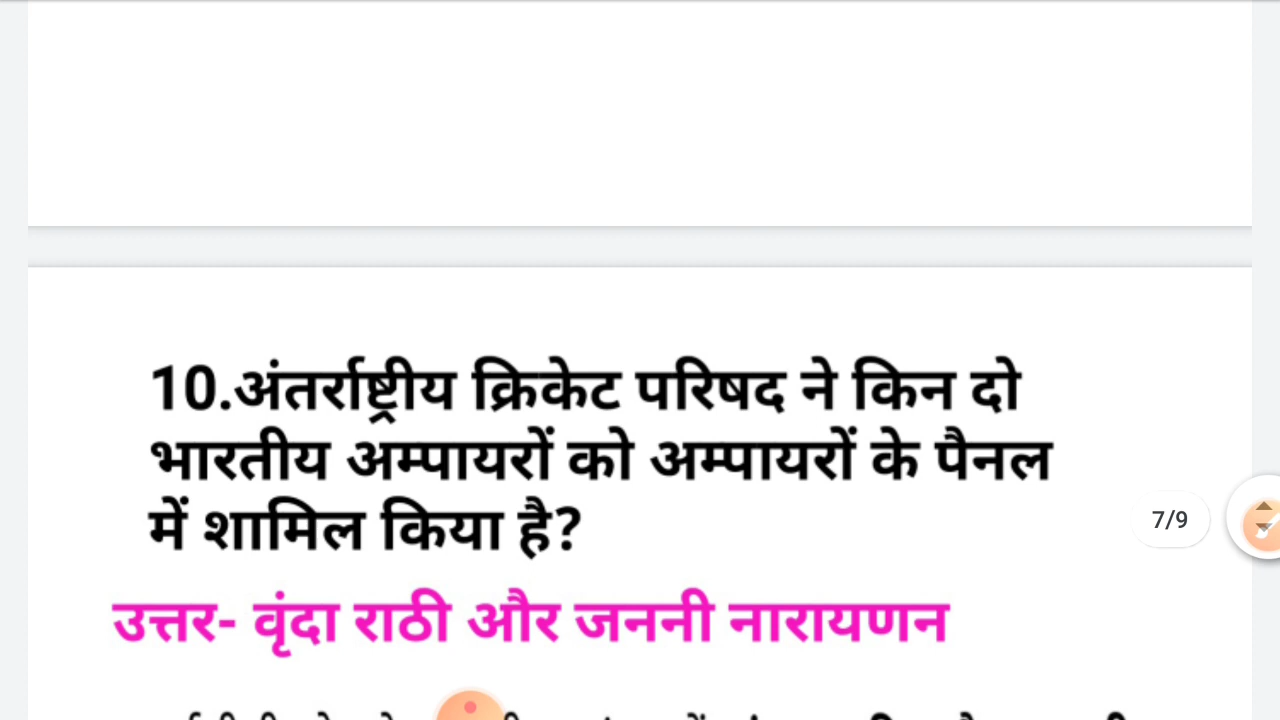 10.अंतर्राष्ट्रीय क्रिकेट परिषद ने किन दो
भारतीय अम्पायरों को अम्पायरों के पैनल
में शामिल किया है?
7/9
उत्तर- वृंदा राठी और जननी नारायणन